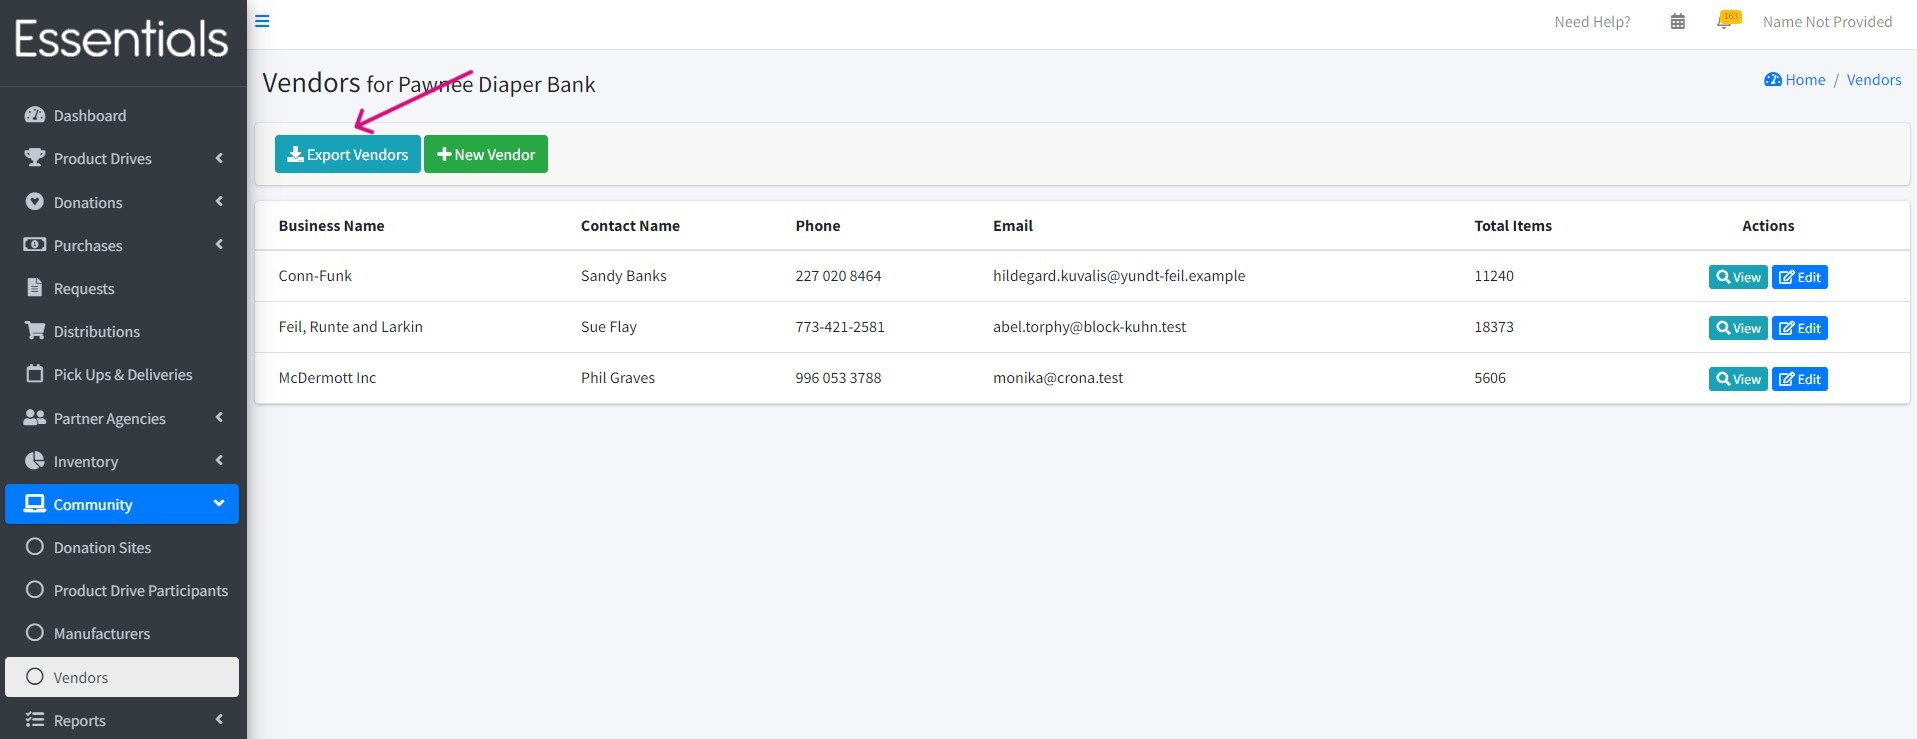 Essentials
Need Help?
163
Name Not Provided
Vendors for Pawnee Diaper Bank
Home / Vendors
Export Vendors
New Vendor
Dashboard
Product Drives
Donations
Purchases
Requests
Distributions
Pick Ups & Deliveries
Partner Agencies
Inventory
Community
Donation Sites
Product Drive Participants
Manufacturers
Vendors
Reports
Business Name Contact Name Phone Email Total Items Actions
Conn-Funk Sandy Banks 227 020 8464 hildegard.kuvalis@yundt-feil.example 11240 View Edit
Feil, Runte and Larkin Sue Flay 773-421-2581 abel.torphy@block-kuhn.test 18373 View Edit
McDermott Inc Phil Graves 996 053 3788 monika@crona.test 5606 View Edit